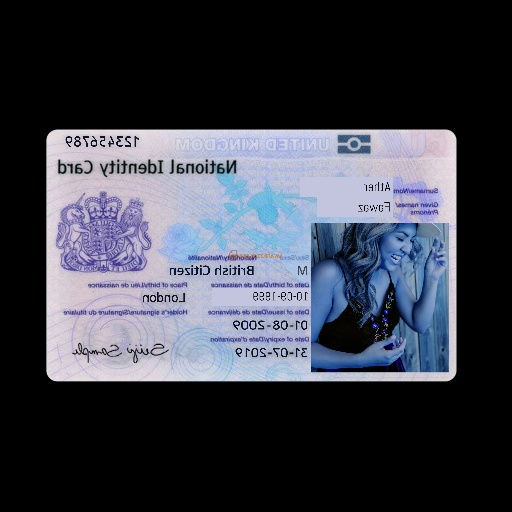 UNITED KINGDOM
123456789
National Identity Card
Surname/Nom
Ather
Given names/
Prénoms
Fawaz
Sex/Sexe Nationality/Nationalité
M British Citizen
Date of birth/Date de naissance Place of birth/Lieu de naissance
10-09-1999 London
Date of issue/Date de délivrance Holder's signature/Signature du titulaire
01-08-2009
Date of expiry/Date d'expiration
31-07-2019